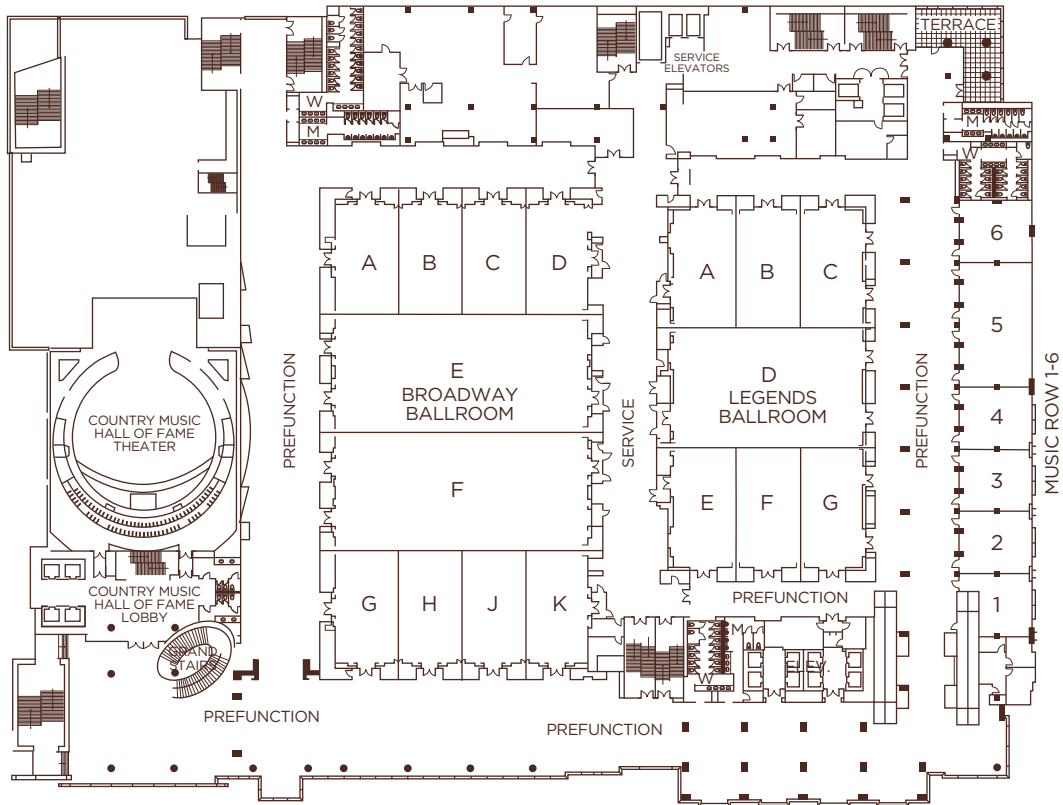 TERRACE
SERVICE
ELEVATORS
W
M
M
W
A
B
C
D
A
B
C
6
5
4
3
2
1
MUSIC ROW 1-6
E
BROADWAY
BALLROOM
D
LEGENDS
BALLROOM
PREFUNCTION
SERVICE
PREFUNCTION
COUNTRY MUSIC
HALL OF FAME
THEATER
F
E
F
G
G
H
J
K
COUNTRY MUSIC
HALL OF FAME
LOBBY
PREFUNCTION
GRAND
STAIRS
M
W
ELEV.
PREFUNCTION
PREFUNCTION